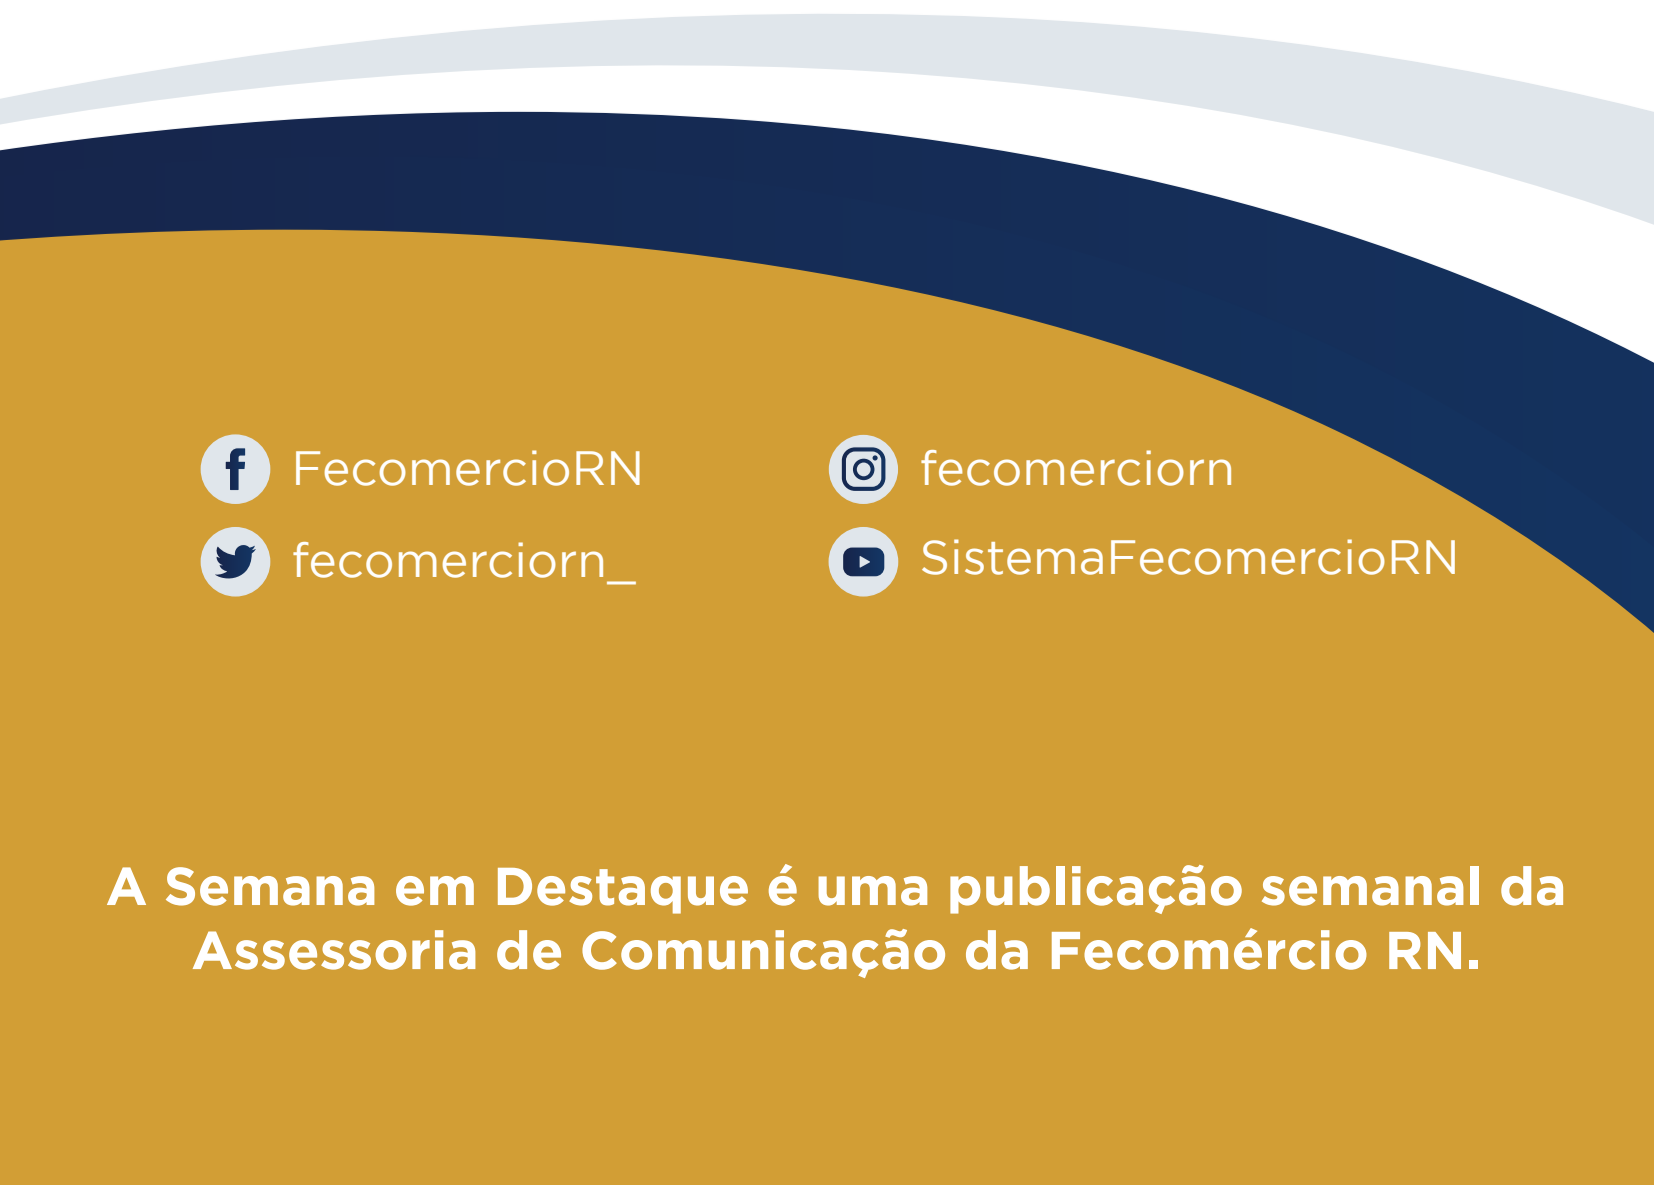 FecomercioRN
fecomerciorn
fecomerciorn_
SistemaFecomercioRN
A Semana em Destaque é uma publicação semanal da
Assessoria de Comunicação da Fecomércio RN.